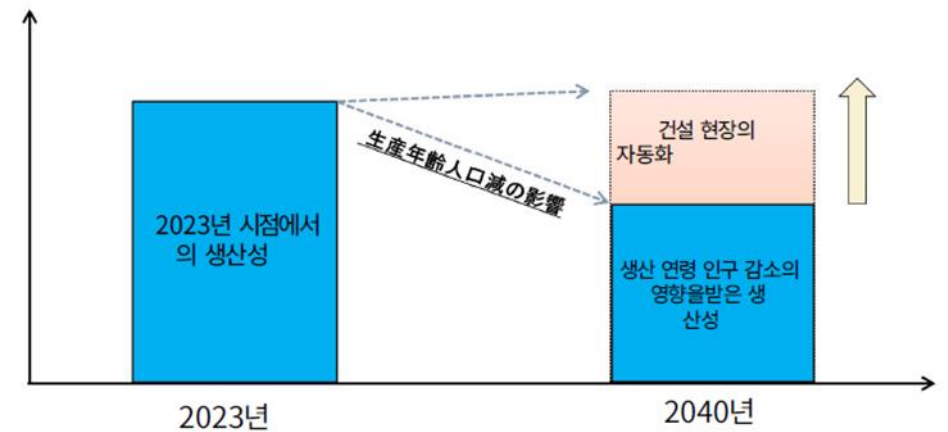 2023년 시점에서
의 생산성
生産年齢人口減の影響
건설 현장의
자동화
생산 연령 인구 감소의
영향을받은 생
산성
2023년
2040년